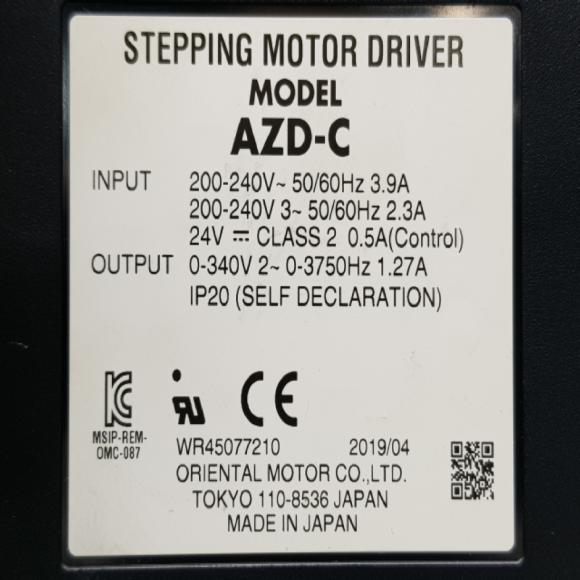 STEPPING MOTOR DRIVER
MODEL
AZD-C
INPUT 200-240V~ 50/60Hz 3.9A
200-240V 3~ 50/60Hz 2.3A
24V ⎓ CLASS 2 0.5A(Control)
OUTPUT 0-340V 2~ 0-3750Hz 1.27A
IP20 (SELF DECLARATION)
MSIP-REM-
OMC-087
CE
WR45077210 2019/04
ORIENTAL MOTOR CO.,LTD.
TOKYO 110-8536 JAPAN
MADE IN JAPAN